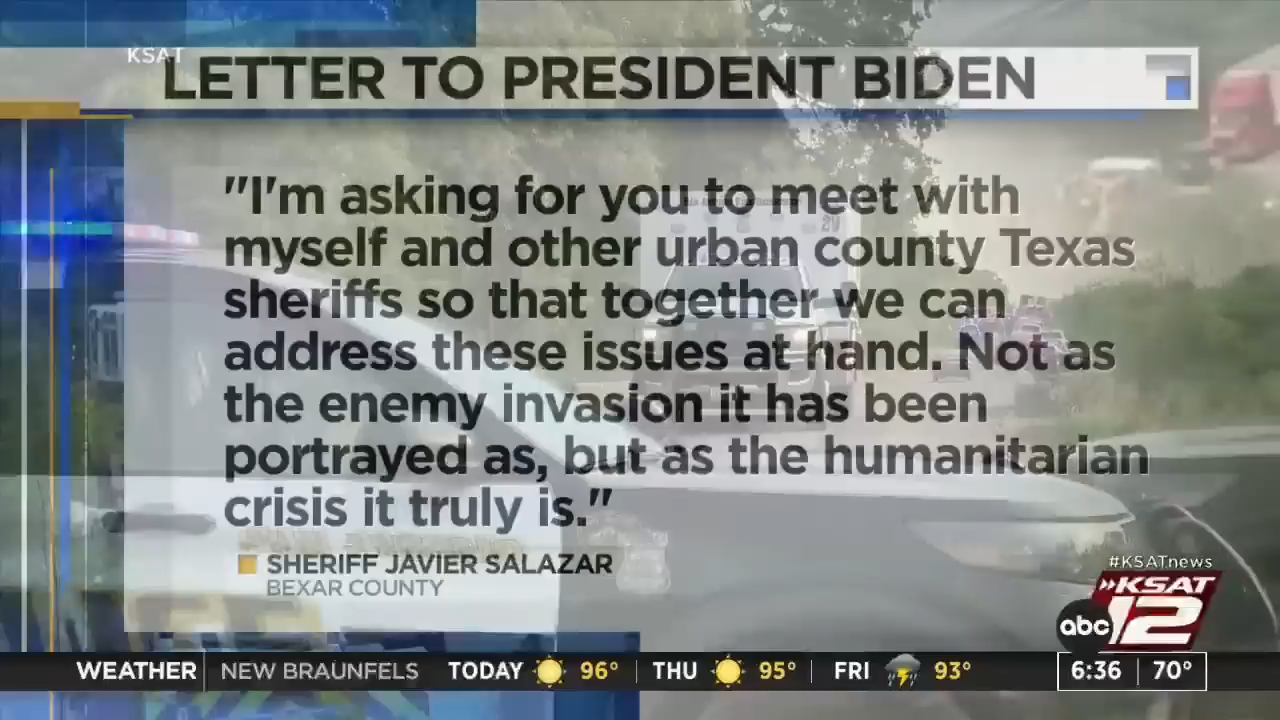 KSAT
LETTER TO PRESIDENT BIDEN
"I'm asking for you to meet with
myself and other urban county Texas
sheriffs so that together we can
address these issues at hand. Not as
the enemy invasion it has been
portrayed as, but as the humanitarian
crisis it truly is."
SHERIFF JAVIER SALAZAR
BEXAR COUNTY
#KSATnews
»KSAT
abc 12
WEATHER NEW BRAUNFELS TODAY 96° THU 95° FRI 93° 6:36 70°